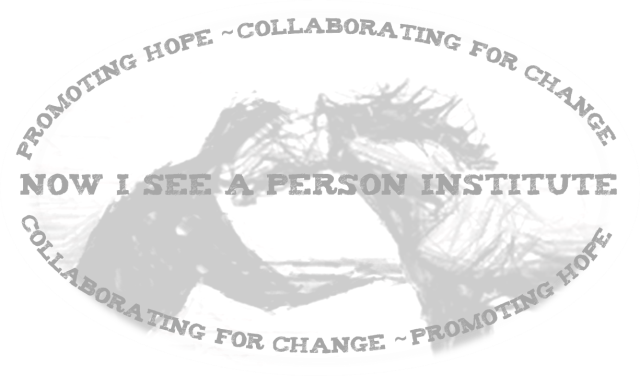 PROMOTING HOPE ~COLLABORATING FOR CHANGE
NOW I SEE A PERSON INSTITUTE
COLLABORATING FOR CHANGE ~PROMOTING HOPE